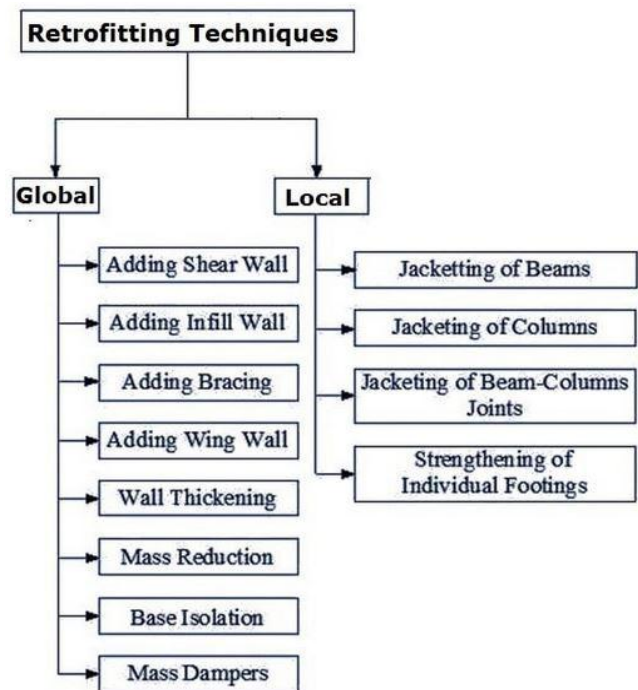 Retrofitting Techniques
Global
Adding Shear Wall
Adding Infill Wall
Adding Bracing
Adding Wing Wall
Wall Thickening
Mass Reduction
Base Isolation
Mass Dampers
Local
Jacketting of Beams
Jacketing of Columns
Jacketing of Beam-Columns
Joints
Strengthening of
Individual Footings